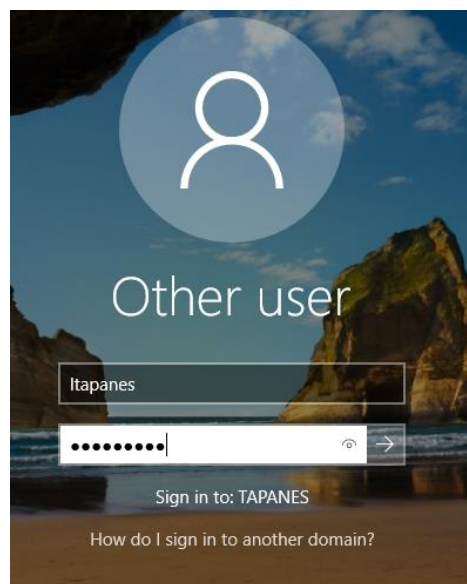 Other user
ltapanes
•••••••••
Sign in to: TAPANES
How do I sign in to another domain?